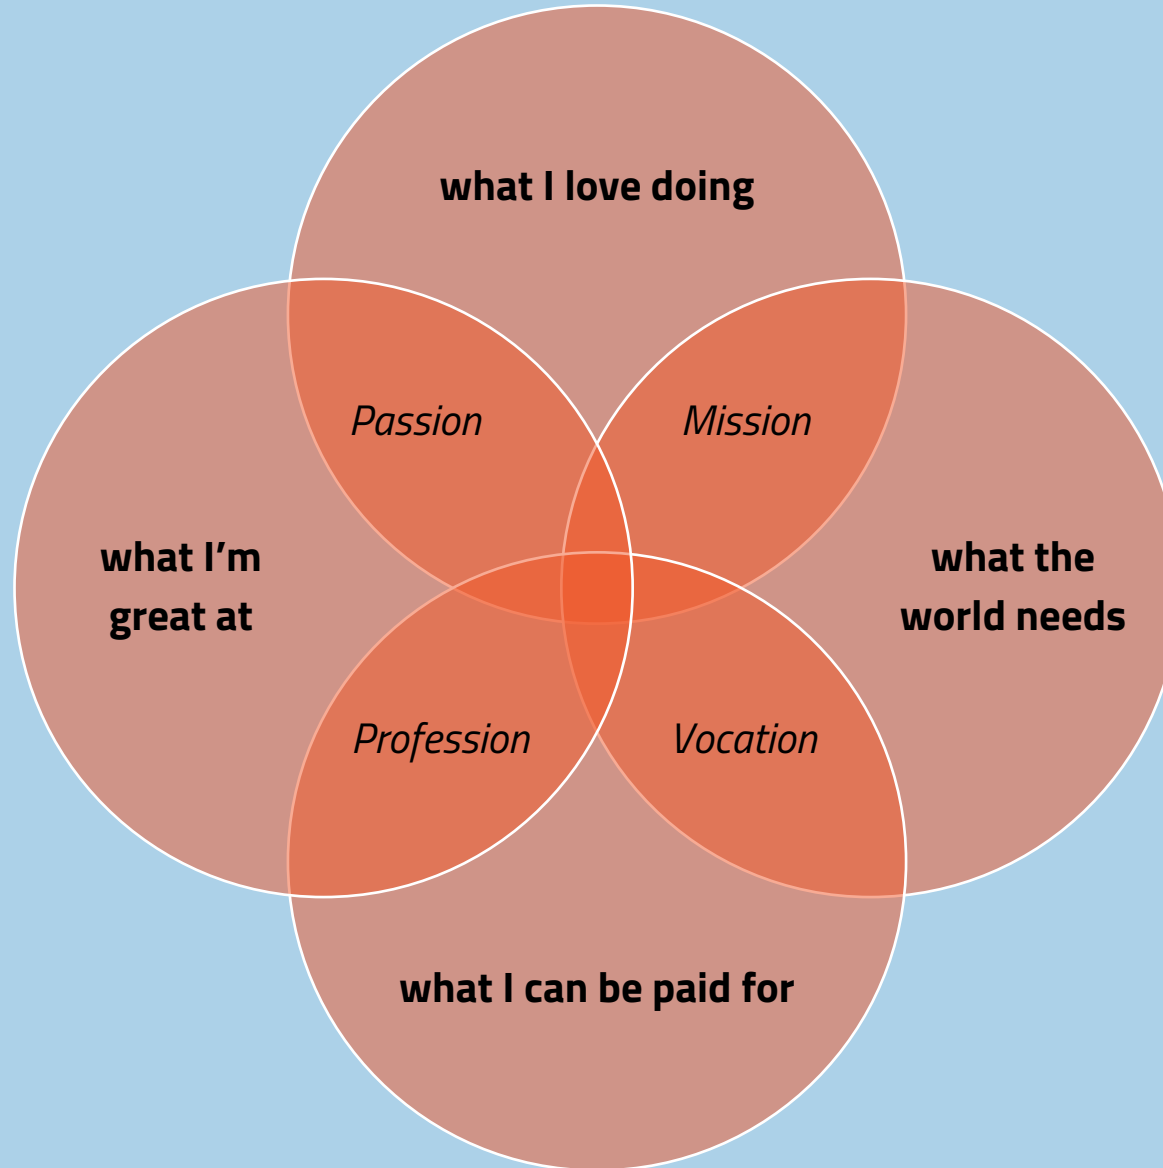 what I love doing
Passion
Mission
what I’m
great at
what the
world needs
Profession
Vocation
what I can be paid for